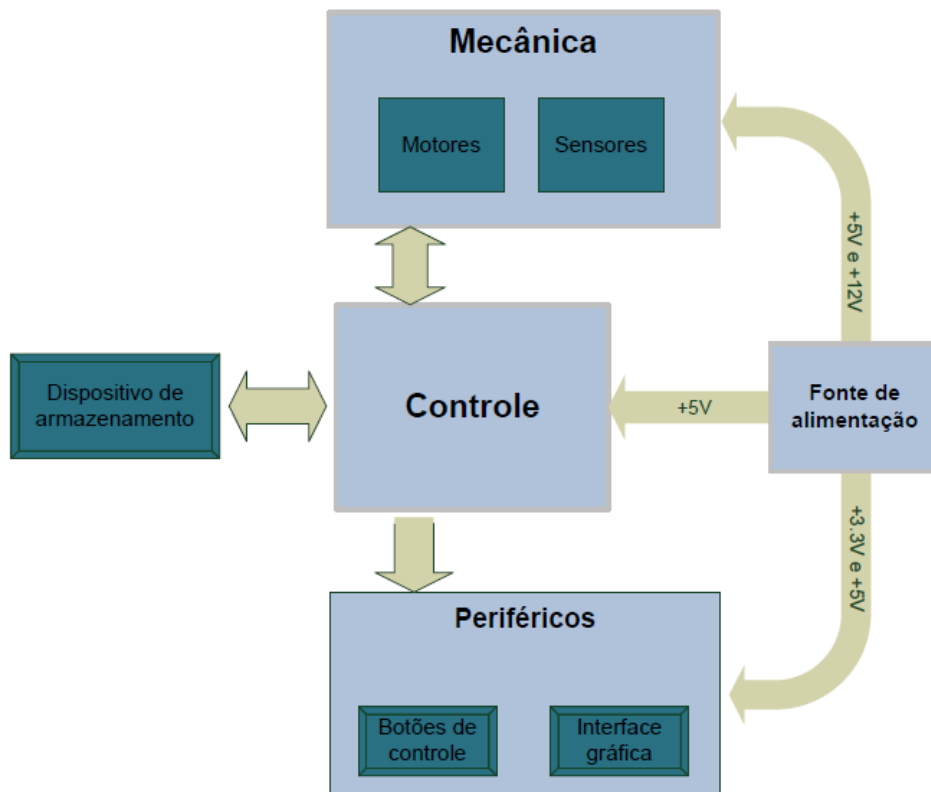 Mecânica
Motores
Sensores
+5V e +12V
Dispositivo de
armazenamento
Controle
+5V
Fonte de
alimentação
+3.3V e +5V
Periféricos
Botões de
controle
Interface
gráfica